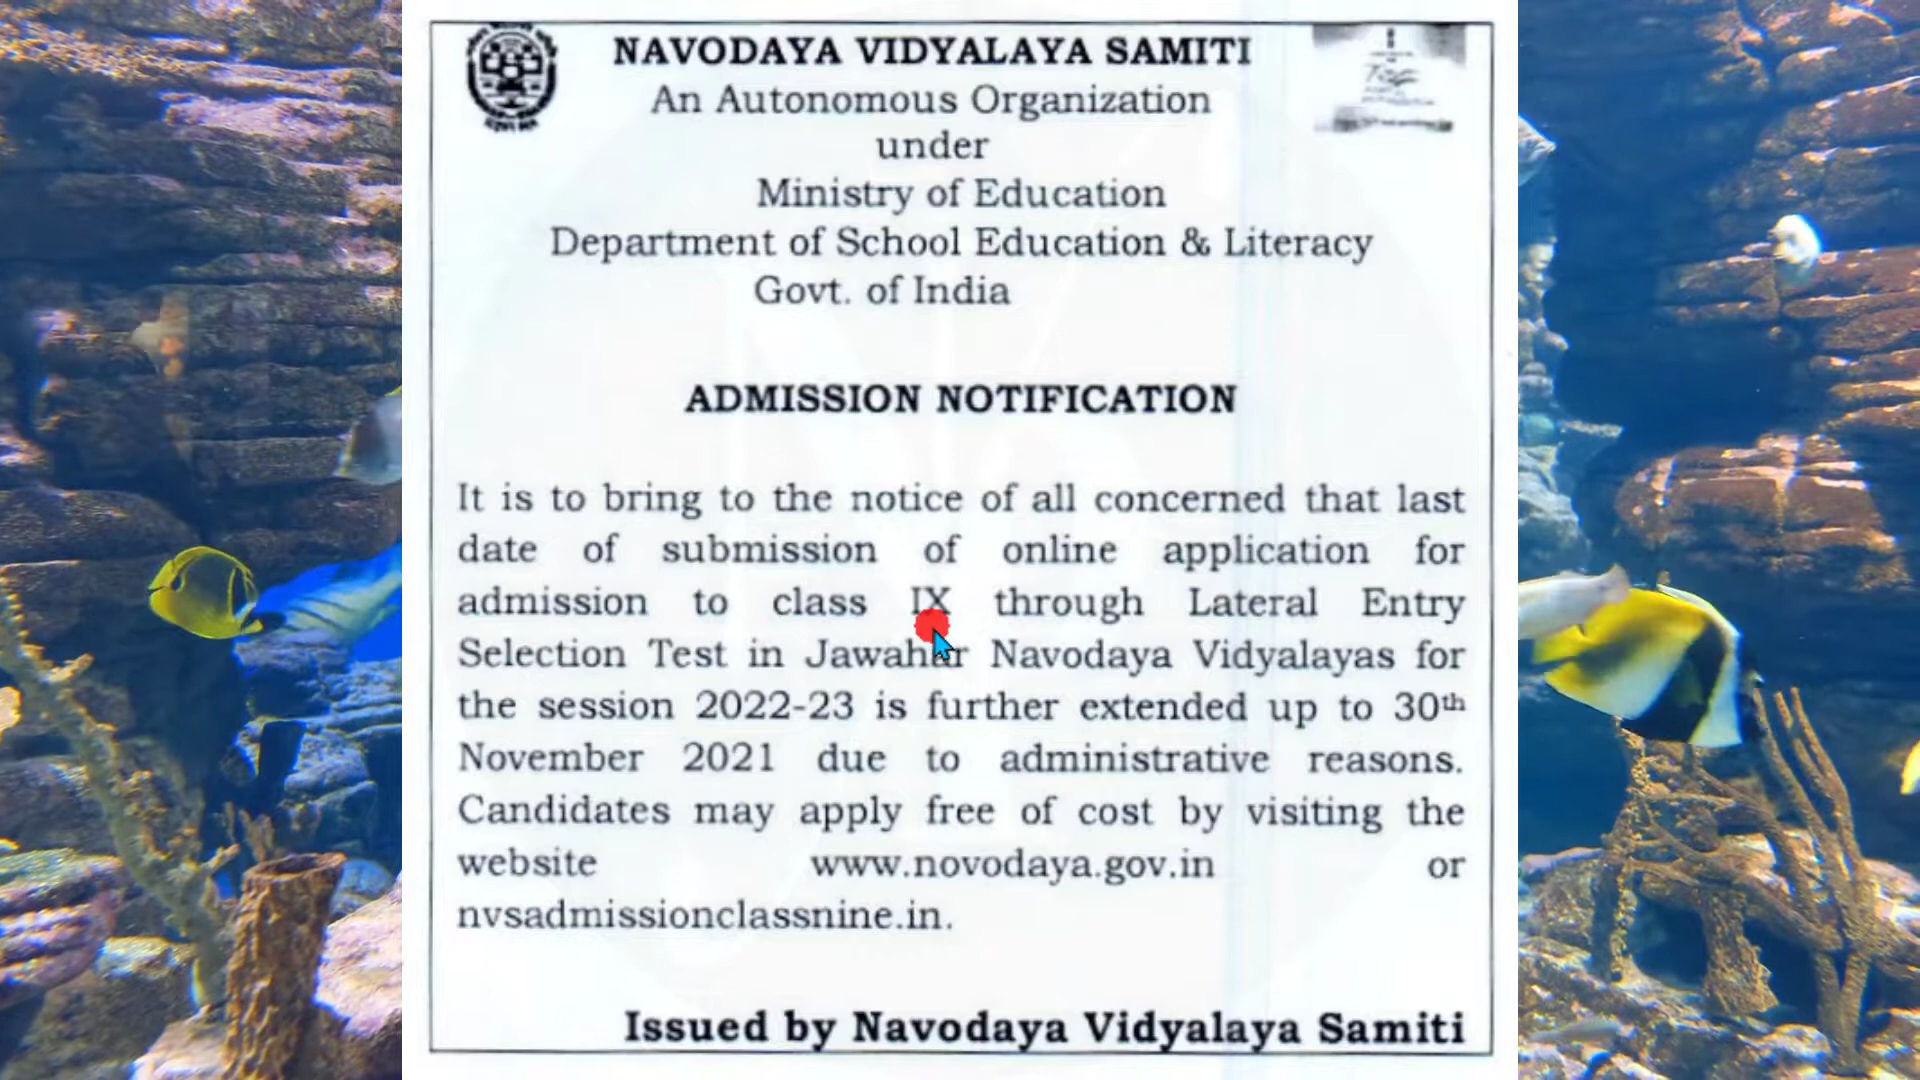 NAVODAYA VIDYALAYA SAMITI
An Autonomous Organization
under
Ministry of Education
Department of School Education & Literacy
Govt. of India
ADMISSION NOTIFICATION
It is to bring to the notice of all concerned that last
date of submission of online application for
admission to class IX through Lateral Entry
Selection Test in Jawahar Navodaya Vidyalayas for
the session 2022-23 is further extended up to 30th
November 2021 due to administrative reasons.
Candidates may apply free of cost by visiting the
website www.novodaya.gov.in or
nvsadmissionclassnine.in.
Issued by Navodaya Vidyalaya Samiti